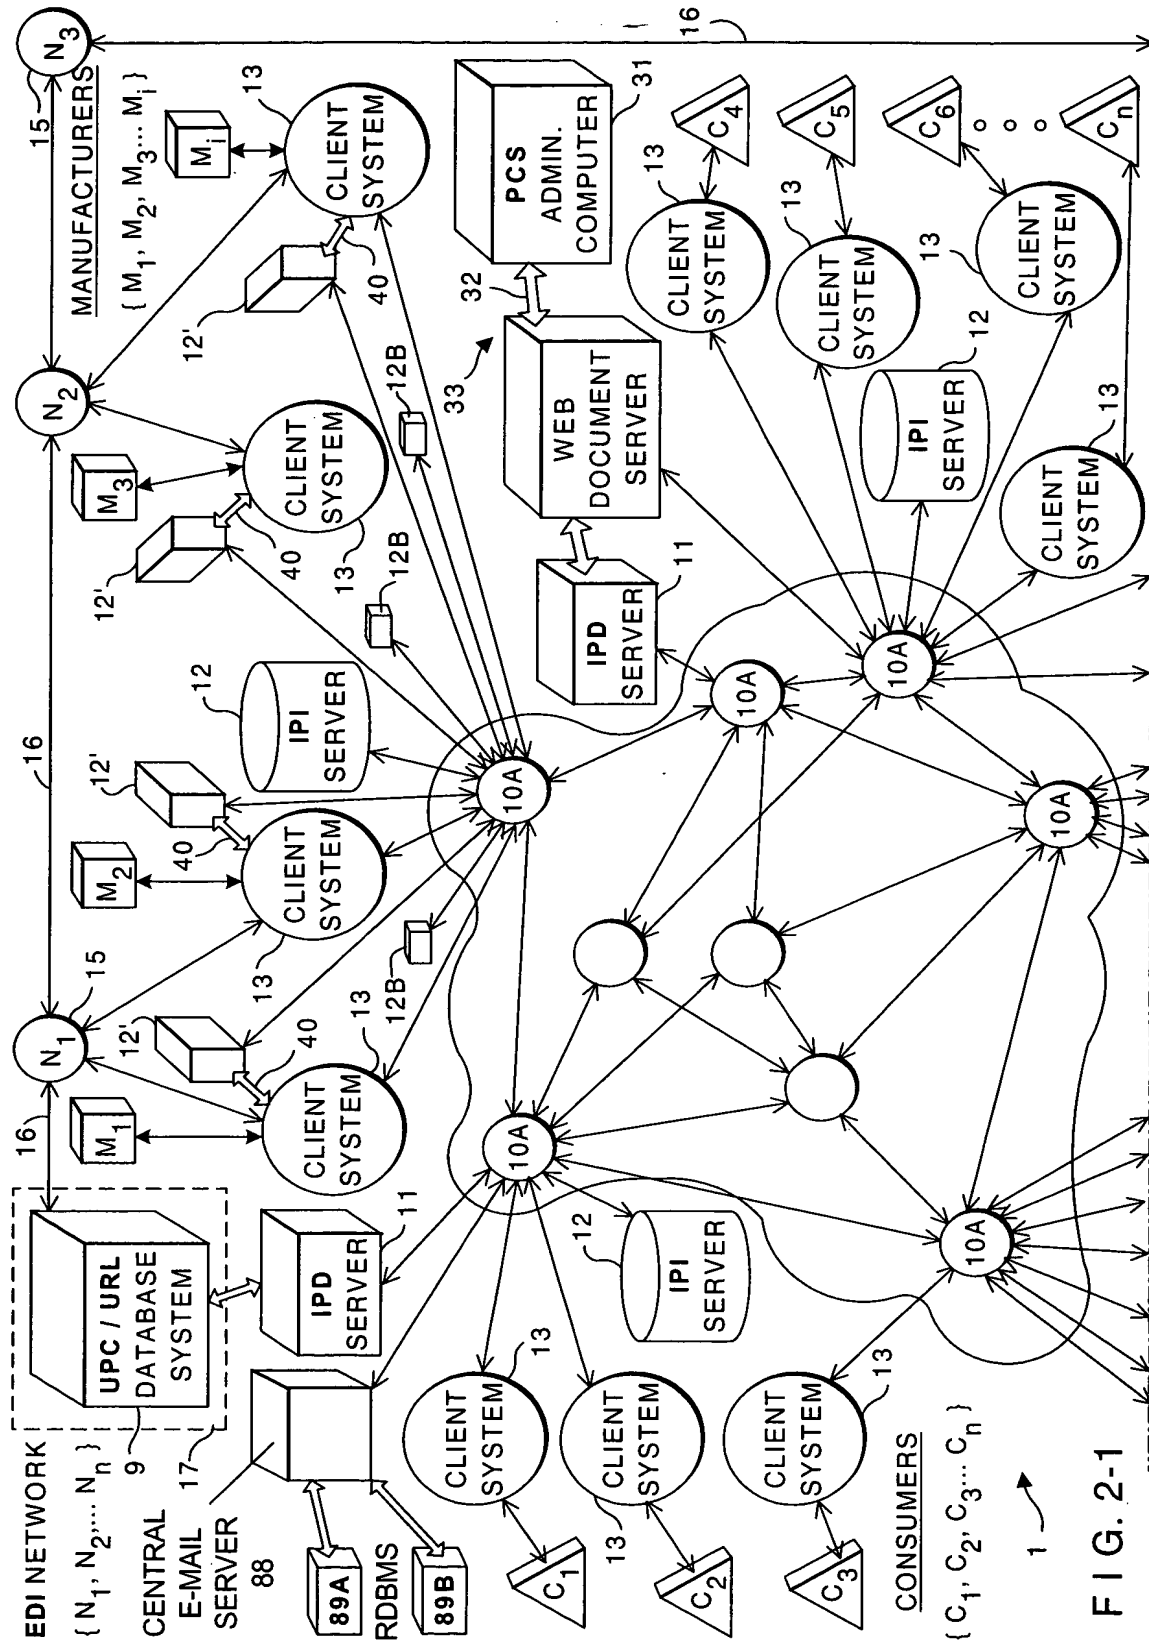 EDI NETWORK
{ N1, N2,... Nn }
UPC / URL
DATABASE
SYSTEM
9
17
16
N1
15
16
N2
15
N3
16
MANUFACTURERS
{ M1, M2, M3... Mi }
M1
M2
M3
Mi
12'
40
12'
40
12'
40
12'
40
CLIENT
SYSTEM
13
CLIENT
SYSTEM
13
CLIENT
SYSTEM
13
CLIENT
SYSTEM
13
CENTRAL
E-MAIL
SERVER
88
IPD
SERVER
11
12B
IPI
SERVER
12
12B
12B
89A
RDBMS
89B
10A
33
WEB
DOCUMENT
SERVER
32
PCS
ADMIN.
COMPUTER
31
IPD
SERVER
11
C1
CLIENT
SYSTEM
13
C2
CLIENT
SYSTEM
13
C3
CLIENT
SYSTEM
13
IPI
SERVER
12
10A
10A
10A
10A
10A
CLIENT
SYSTEM
13
C4
CLIENT
SYSTEM
13
C5
IPI
SERVER
12
CLIENT
SYSTEM
13
C6
CLIENT
SYSTEM
13
Cn
CONSUMERS
{ C1, C2, C3... Cn }
1
FIG. 2-1